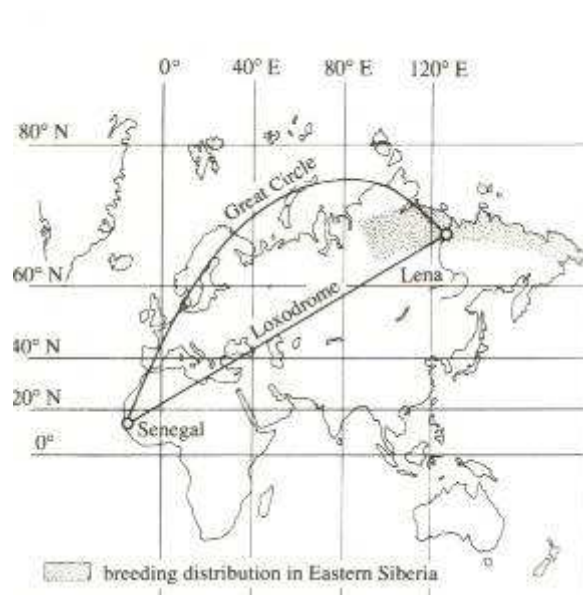 0° 40° E 80° E 120° E
80° N
Great Circle
Lena
60° N
Loxodrome
40° N
20° N
Senegal
0°
breeding distribution in Eastern Siberia